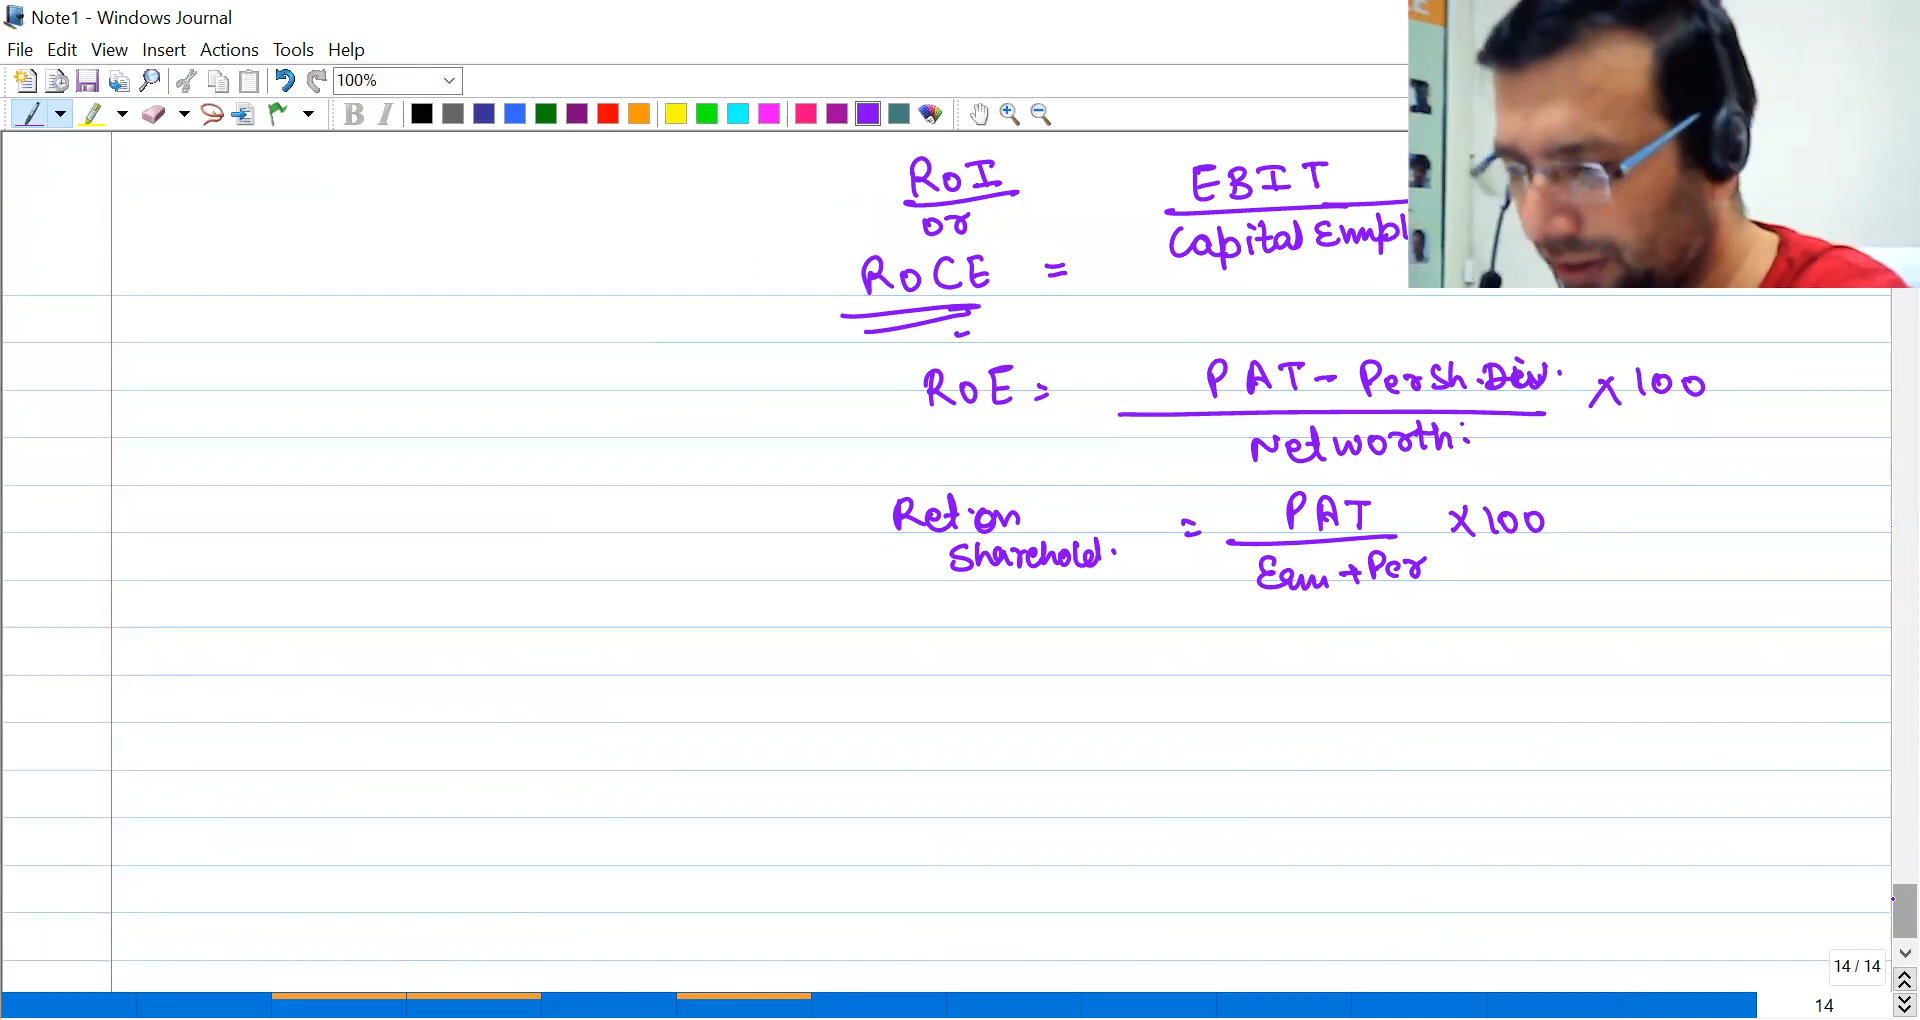 Note1 - Windows Journal
File Edit View Insert Actions Tools Help
100%
B I
RoI
or
RoCE =
EBIT
Capital Empl
RoE = PAT - Per Sh. Div. × 100
Networth:
Ret. on = PAT × 100
Sharehold. Equ + Per
14 / 14
14